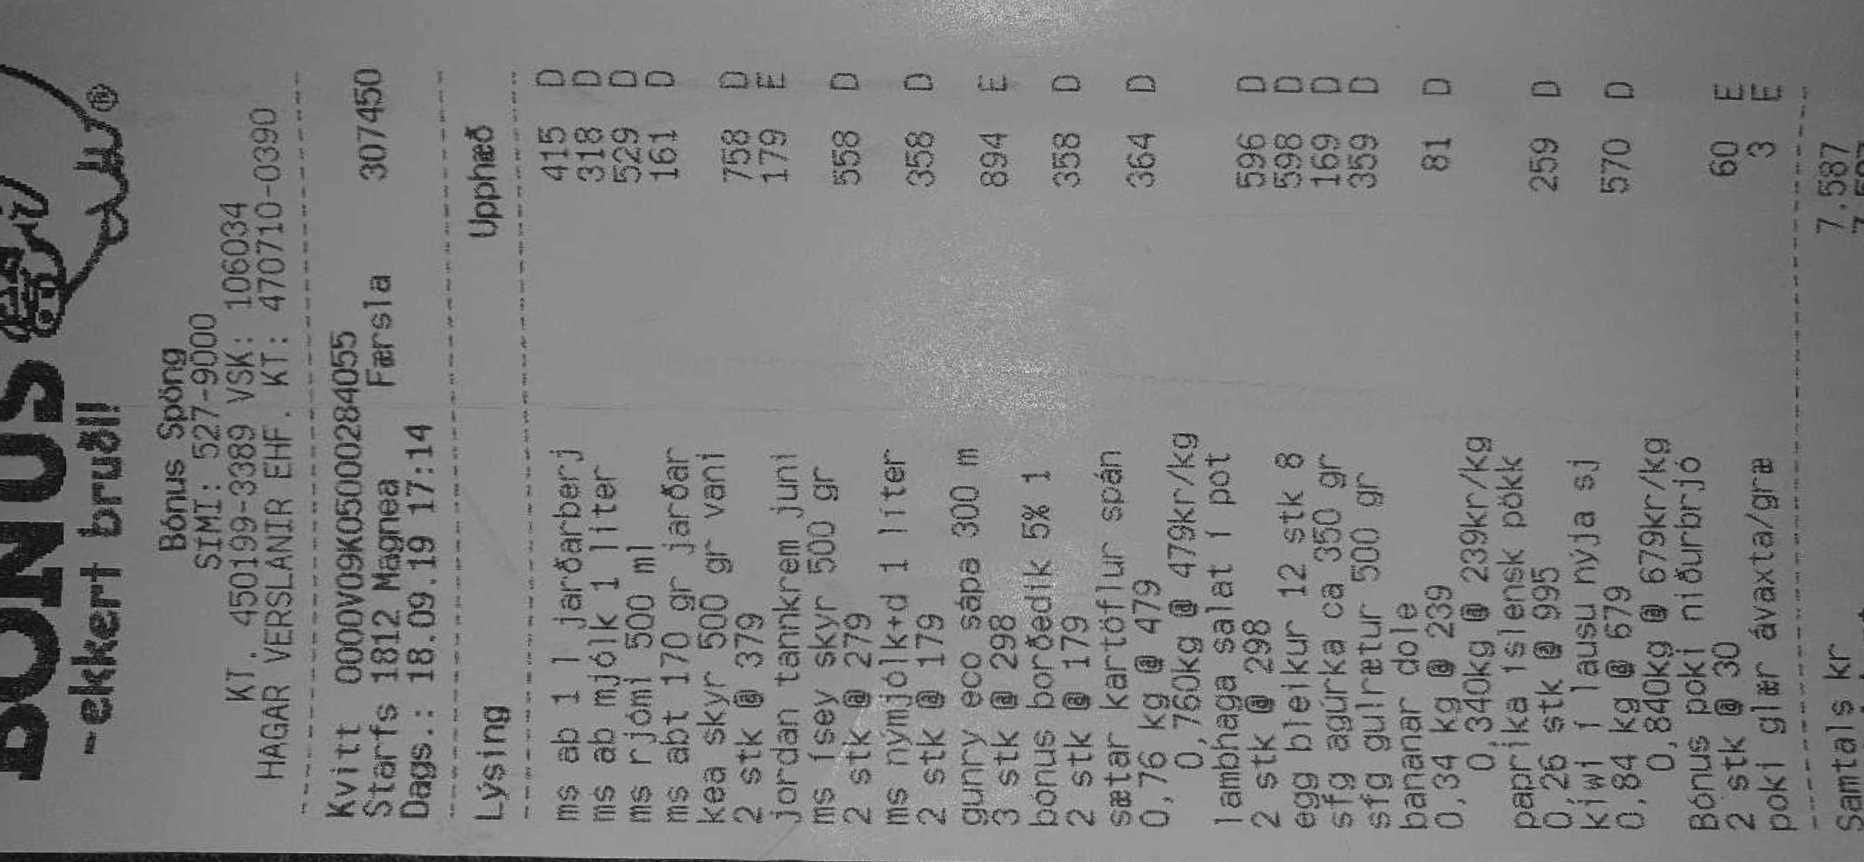 BÓNUS
-ekkert bruðl! ®
Bónus Spöng
SIMI: 527-9000
KT. 450199-3389 VSK: 106034
HAGAR VERSLANIR EHF. KT: 470710-0390
Kvitt 0000V09K05000284055
Starfs 1812 Magnea Færsla 307450
Dags.: 18.09.19 17:14
Lýsing Upphæð
ms ab 1 l jarðarberj 415 D
ms ab mjólk 1 liter 318 D
ms rjómi 500 ml 529 D
ms abt 170 gr jarðar 161 D
kea skyr 500 gr vani
2 stk @ 379 758 D
jordan tannkrem juni 179 E
ms ísey skyr 500 gr
2 stk @ 279 558 D
ms nýmjólk+d 1 líter
2 stk @ 179 358 D
gunry eco sápa 300 m
3 stk @ 298 894 E
bónus borðedik 5% 1
2 stk @ 179 358 D
sætar kartöflur spán
0,76 kg @ 479 364 D
0,760kg @ 479kr/kg
lambhaga salat í pot
2 stk @ 298 596 D
egg bleikur 12 stk 8 598 D
sfg agúrka ca 350 gr 169 D
sfg gulrætur 500 gr 359 D
bananar dole
0,34 kg @ 239 81 D
0,340kg @ 239kr/kg
paprika íslensk pökk
0,26 stk @ 995 259 D
kíwí í lausu nýja sj
0,84 kg @ 679 570 D
0,840kg @ 679kr/kg
Bónus poki niðurbrjó
2 stk @ 30 60 E
poki glær ávaxta/græ 3 E
Samtals kr 7.587